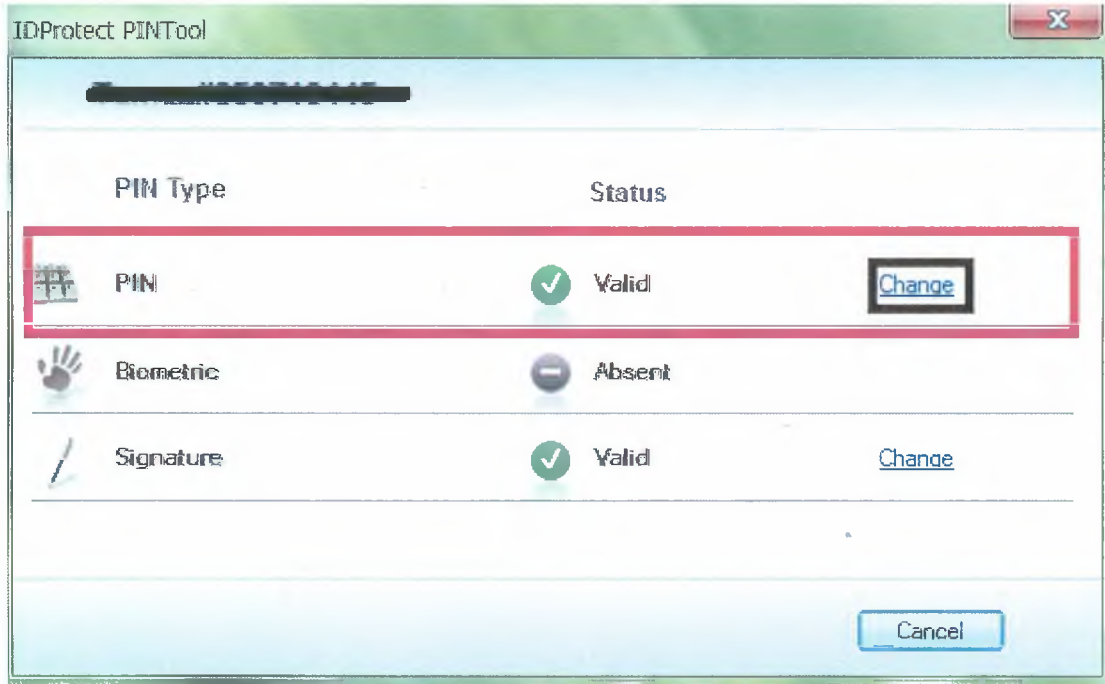 IDProtect PINTool
PIN Type Status
PIN Valid Change
Biometric Absent
Signature Valid Change
Cancel